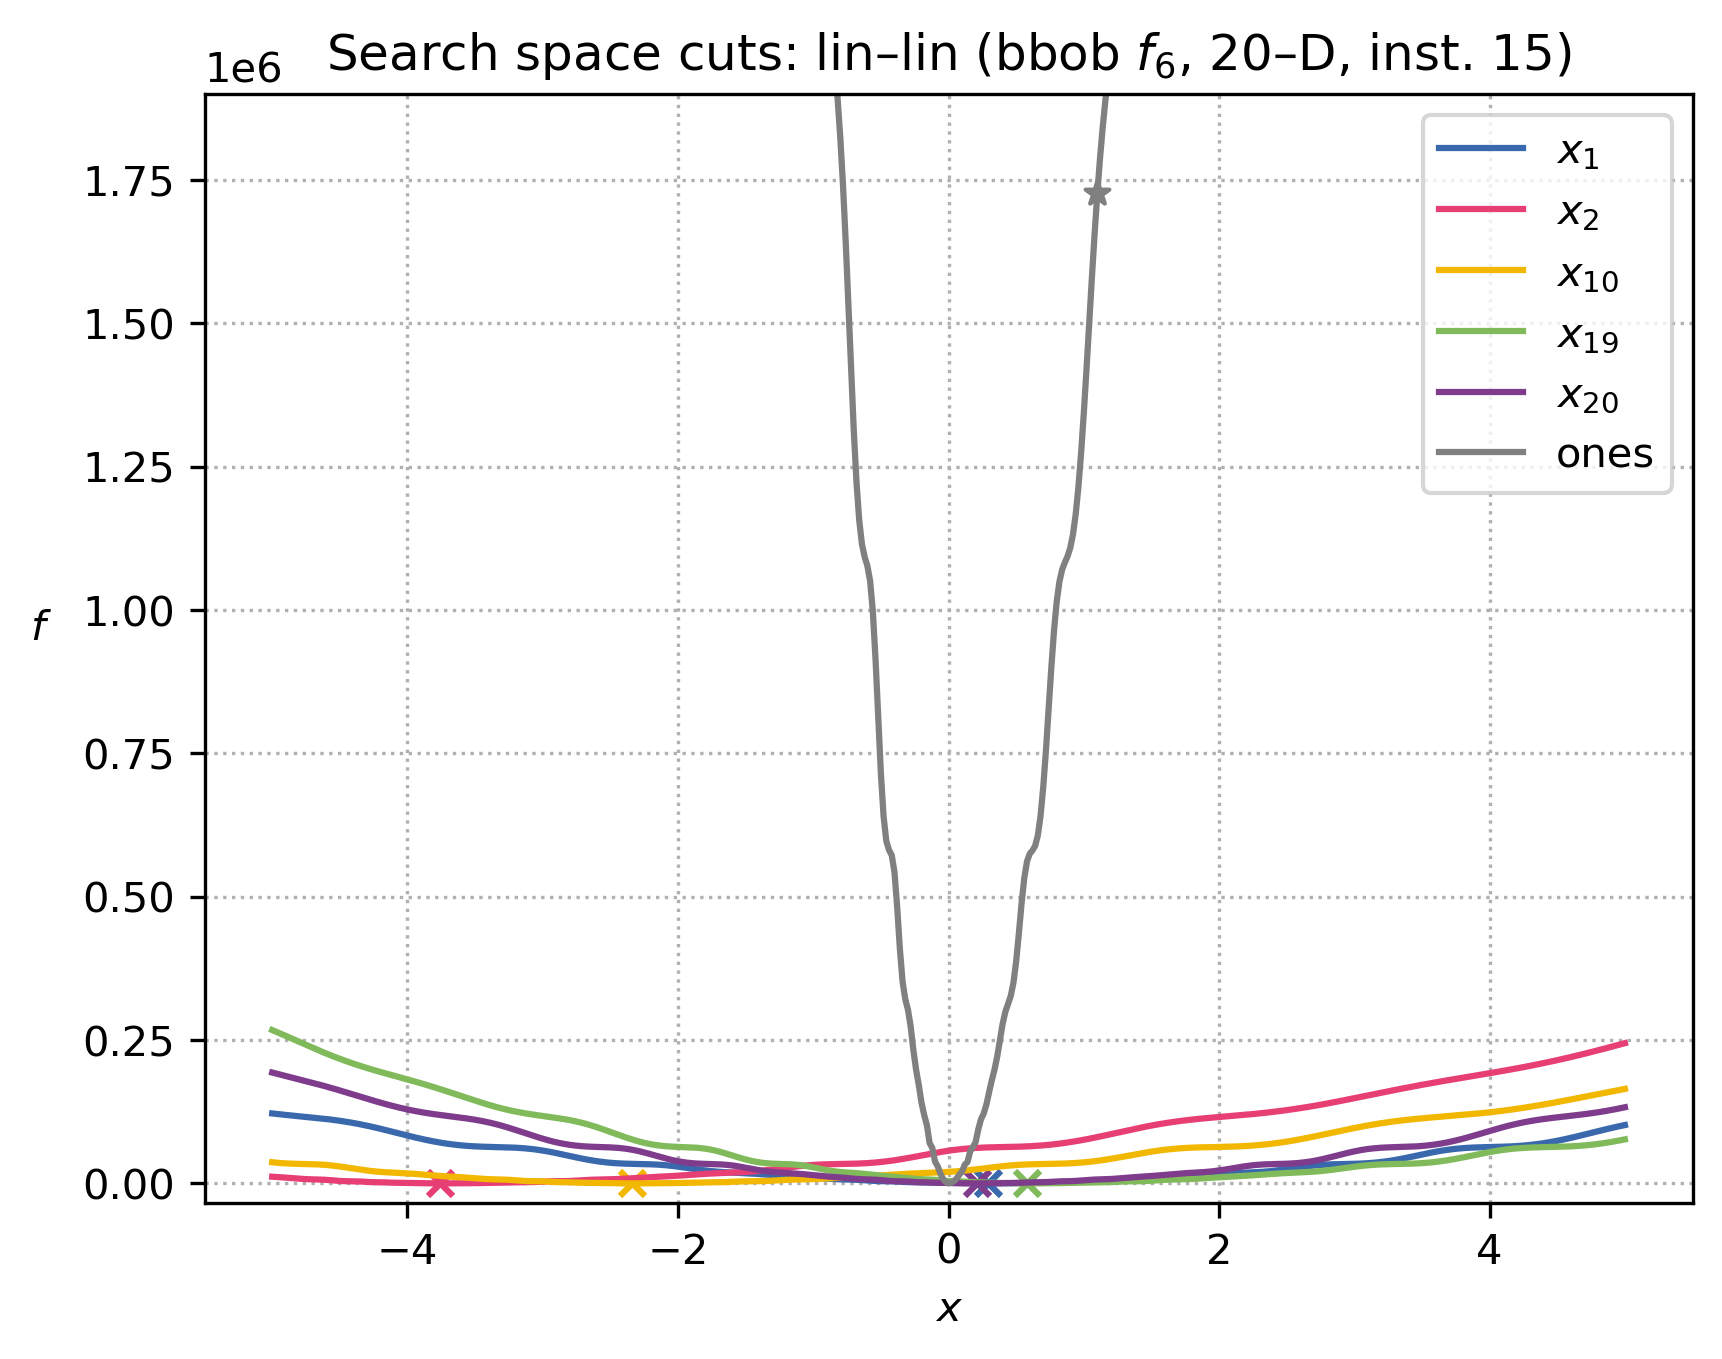 Search space cuts: lin–lin (bbob f₆, 20–D, inst. 15)
1e6
1.75
1.50
1.25
1.00
0.75
0.50
0.25
0.00
f
−4
−2
0
2
4
x
x₁
x₂
x₁₀
x₁₉
x₂₀
ones